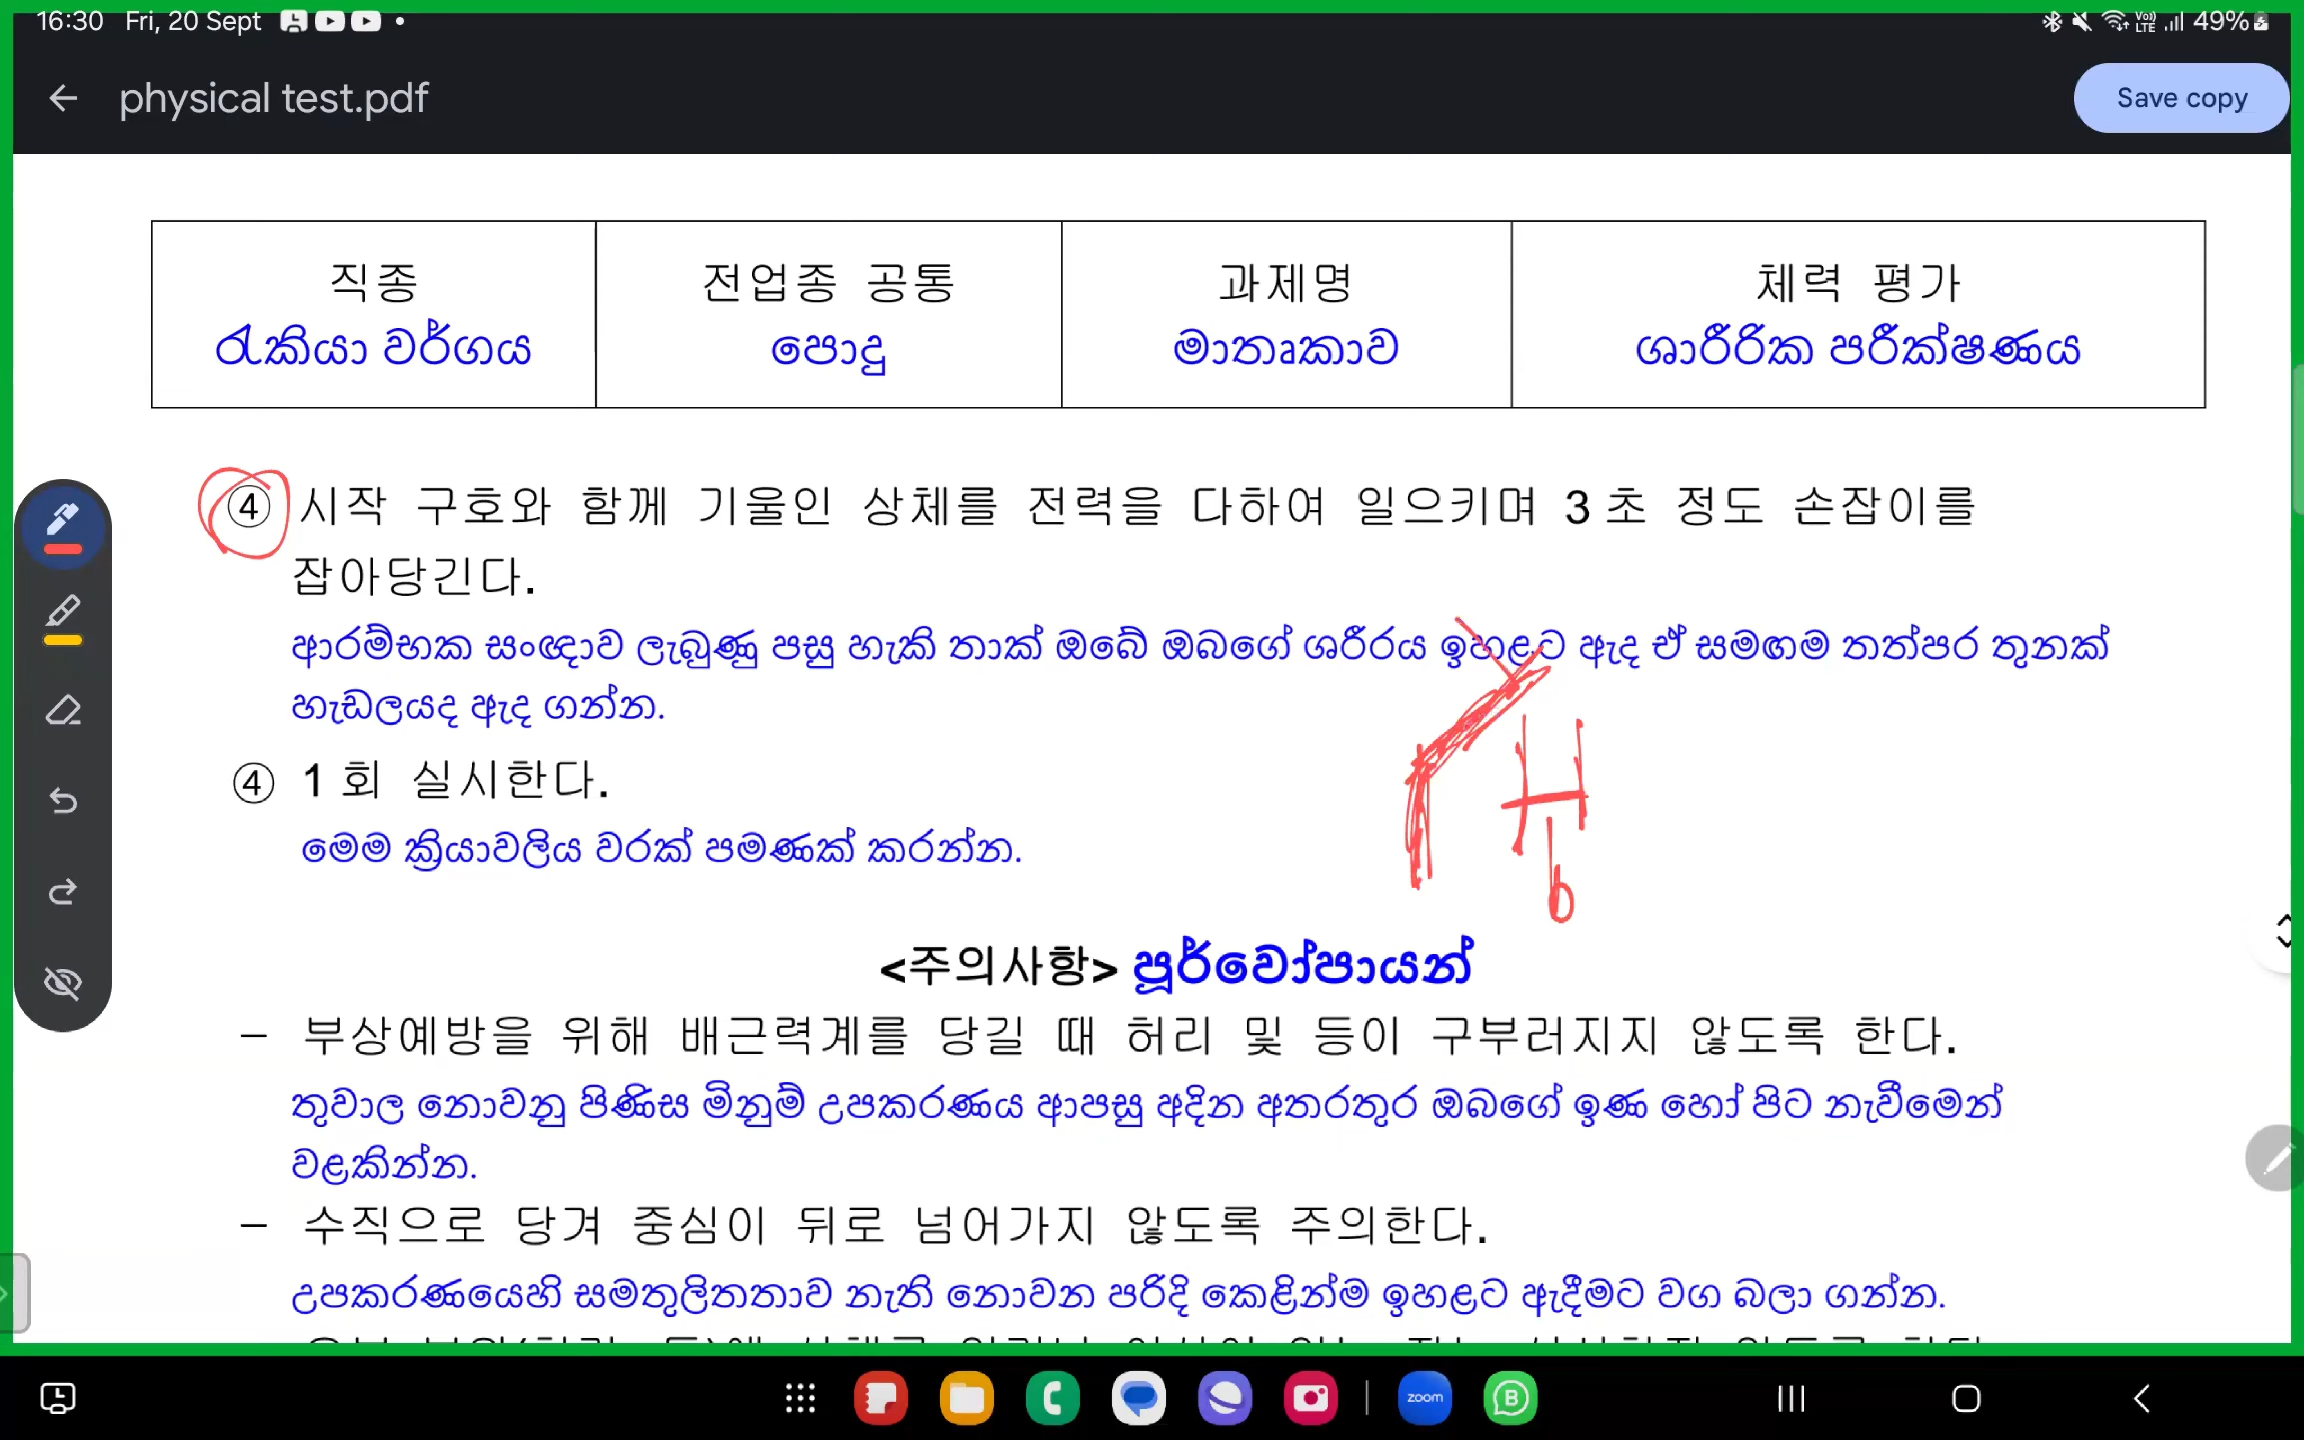 16:30 Fri, 20 Sept
Vo) LTE 49%
physical test.pdf
Save copy
직종 전업종 공통 과제명 체력 평가
රැකියා වර්ගය පොදු මාතෘකාව ශාරීරික පරීක්ෂණය
④ 시작 구호와 함께 기울인 상체를 전력을 다하여 일으키며 3초 정도 손잡이를
잡아당긴다.
ආරම්භක සංඥාව ලැබුණු පසු හැකි තාක් ඔබේ ඔබගේ ශරීරය ඉහළට ඇද ඒ සමඟම තත්පර තුනක්
හැඩලයද ඇද ගන්න.
④ 1회 실시한다.
මෙම ක්‍රියාවලිය වරක් පමණක් කරන්න.
<주의사항> පූර්වෝපායන්
– 부상예방을 위해 배근력계를 당길 때 허리 및 등이 구부러지지 않도록 한다.
තුවාල නොවනු පිණිස මිනුම් උපකරණය ආපසු අදින අතරතුර ඔබගේ ඉණ හෝ පිට නැවීමෙන්
වළකින්න.
– 수직으로 당겨 중심이 뒤로 넘어가지 않도록 주의한다.
උපකරණයෙහි සමතුලිතතාව නැති නොවන පරිදි කෙළින්ම ඉහළට ඇදීමට වග බලා ගන්න.
zoom B